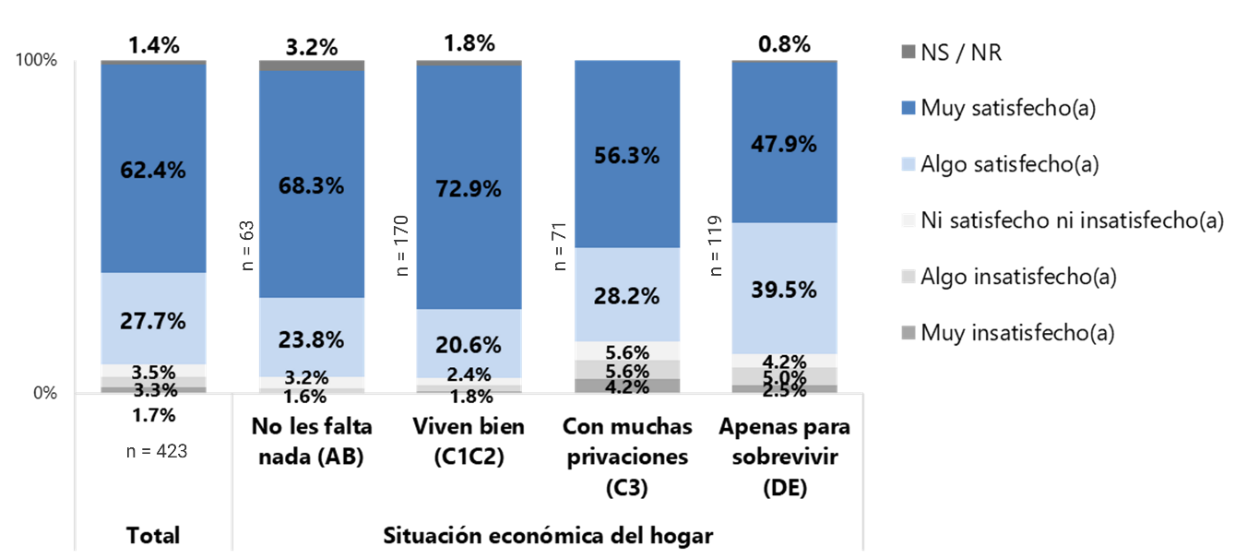 1.4% 3.2% 1.8% 0.8%
100%
62.4% 68.3% 72.9% 56.3% 47.9%
n = 63 n = 170 n = 71 n = 119
27.7% 23.8% 20.6% 28.2% 39.5%
3.5% 3.2% 2.4% 5.6% 4.2%
3.3% 1.6% 1.8% 5.6% 5.0%
1.7% 4.2% 2.5%
0%
n = 423
No les falta
nada (AB)
Viven bien
(C1C2)
Con muchas
privaciones
(C3)
Apenas para
sobrevivir
(DE)
Total
Situación económica del hogar
NS / NR
Muy satisfecho(a)
Algo satisfecho(a)
Ni satisfecho ni insatisfecho(a)
Algo insatisfecho(a)
Muy insatisfecho(a)